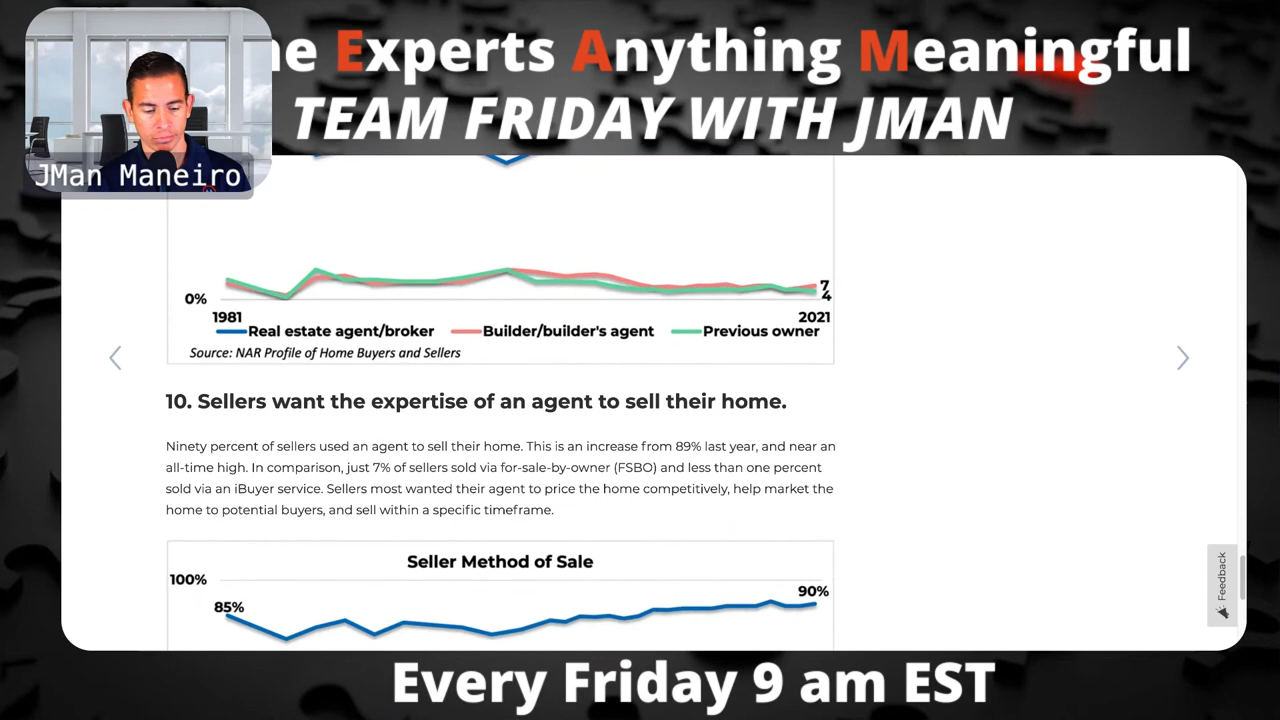 ne Experts Anything Meaningful
TEAM FRIDAY WITH JMAN
JMan Maneiro
0%
7
4
1981
2021
Real estate agent/broker
Builder/builder's agent
Previous owner
Source: NAR Profile of Home Buyers and Sellers
10. Sellers want the expertise of an agent to sell their home.
Ninety percent of sellers used an agent to sell their home. This is an increase from 89% last year, and near an
all-time high. In comparison, just 7% of sellers sold via for-sale-by-owner (FSBO) and less than one percent
sold via an iBuyer service. Sellers most wanted their agent to price the home competitively, help market the
home to potential buyers, and sell within a specific timeframe.
Seller Method of Sale
100%
85%
90%
Feedback
Every Friday 9 am EST